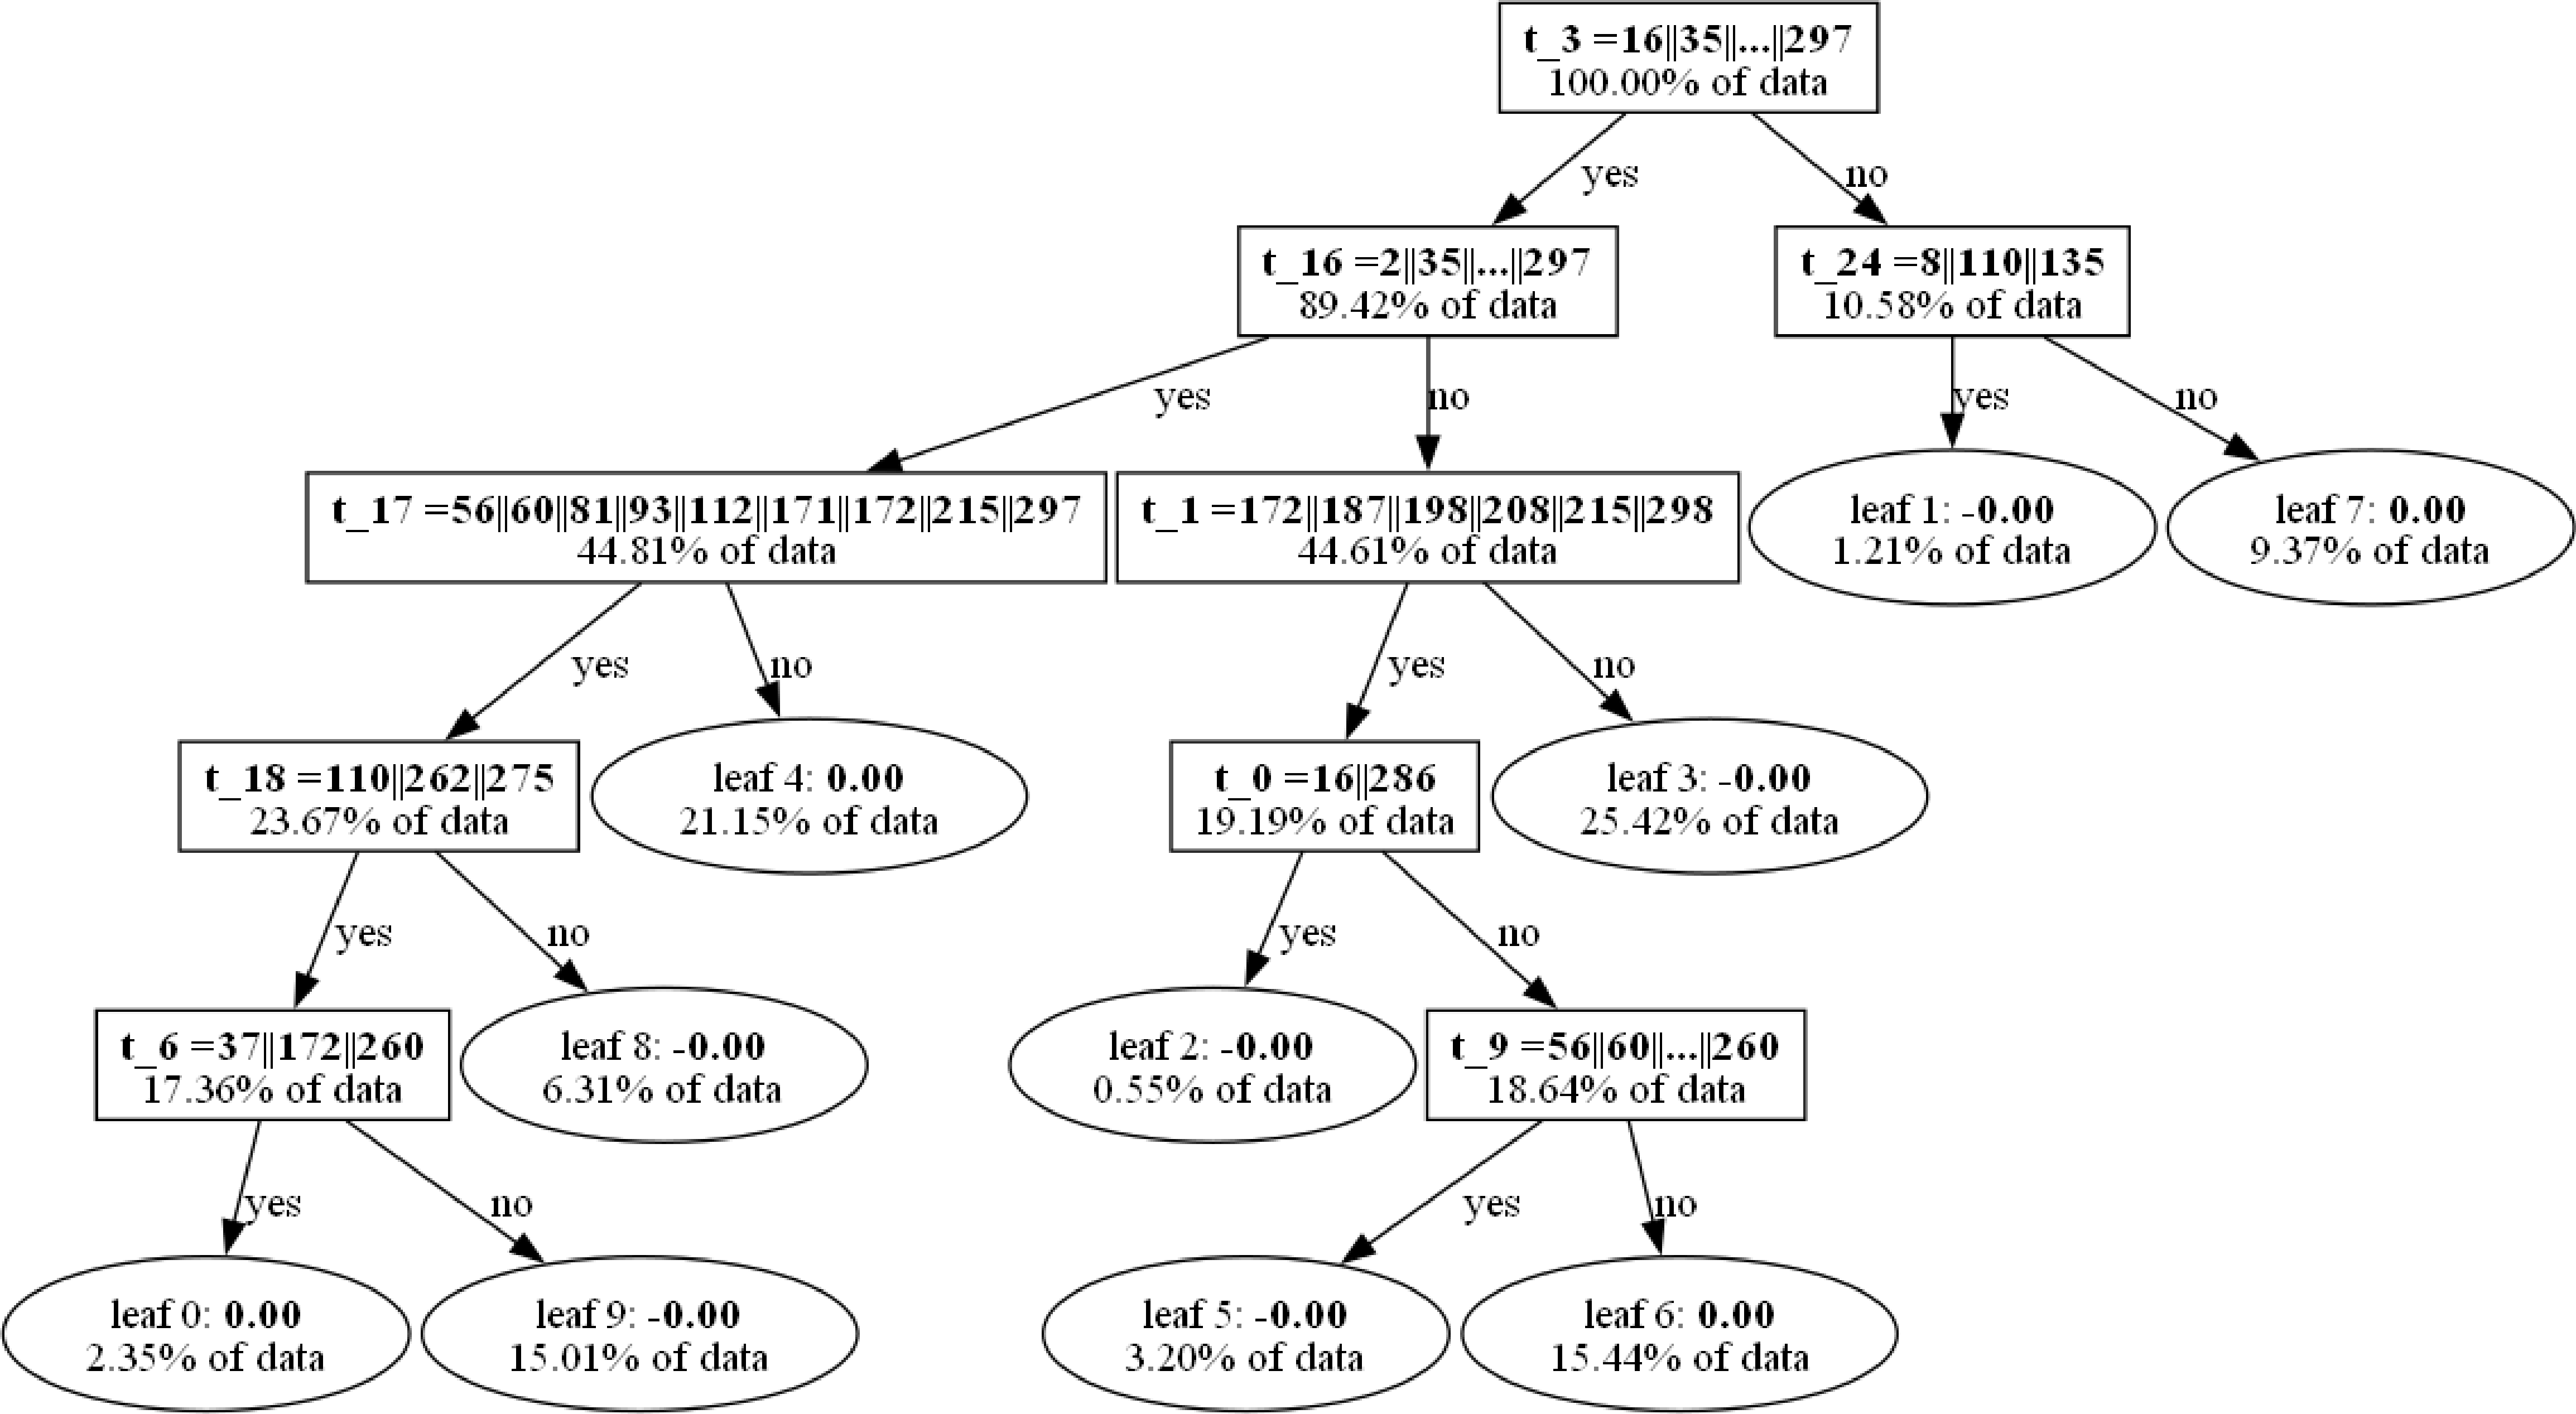 t_3 =16||35||...||297
100.00% of data
yes
no
t_16 =2||35||...||297
89.42% of data
t_24 =8||110||135
10.58% of data
yes
no
yes
no
t_17 =56||60||81||93||112||171||172||215||297
44.81% of data
t_1 =172||187||198||208||215||298
44.61% of data
leaf 1: -0.00
1.21% of data
leaf 7: 0.00
9.37% of data
yes
no
yes
no
t_18 =110||262||275
23.67% of data
leaf 4: 0.00
21.15% of data
t_0 =16||286
19.19% of data
leaf 3: -0.00
25.42% of data
yes
no
yes
no
t_6 =37||172||260
17.36% of data
leaf 8: -0.00
6.31% of data
leaf 2: -0.00
0.55% of data
t_9 =56||60||...||260
18.64% of data
yes
no
yes
no
leaf 0: 0.00
2.35% of data
leaf 9: -0.00
15.01% of data
leaf 5: -0.00
3.20% of data
leaf 6: 0.00
15.44% of data